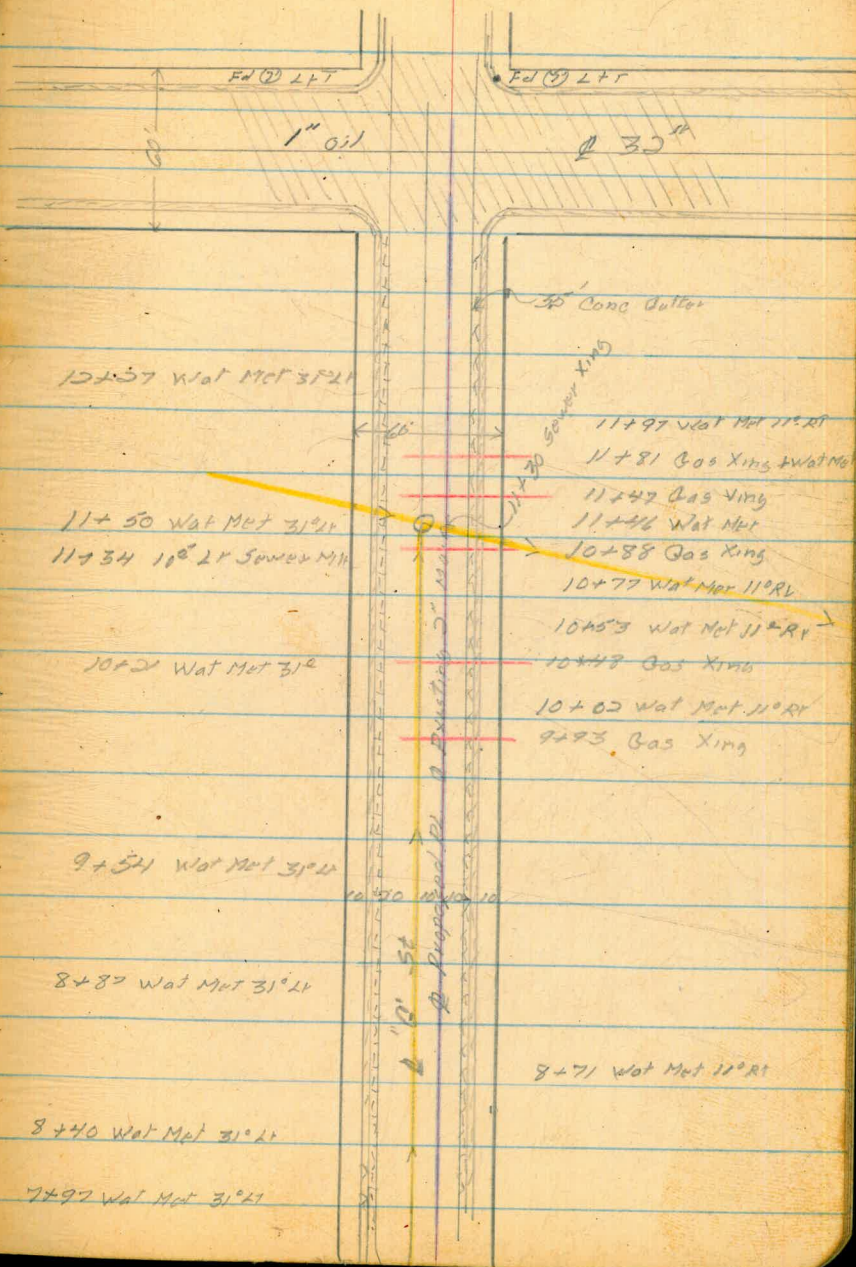 Fd L+T
Fd L+T
60'
1" Oil
℄ 32nd
35' Conc Gutter
12+27 Wat Met 31° Lt
60'
11+30 Sewer Xing
11+97 Wat Met 11° Rt
11+81 Gas Xing + Wat Met
11+47 Gas Xing
11+50 Wat Met 31° Lt
11+46 Wat Met
11+34 10° Lt Sewer MH
10+88 Gas Xing
10+77 Wat Met 11° Rt
10+53 Wat Met 11° Rt
10+21 Wat Met 31°
10+48 Gas Xing
10+02 Wat Met 11° Rt
9+93 Gas Xing
℄ Proposed ℄ Existing 2" Main
9+54 Wat Met 31° Lt
10 20 10 10 10
℄ "D" St
8+87 Wat Met 31° Lt
8+71 Wat Met 11° Rt
8+40 Wat Met 31° Lt
7+97 Wat Met 31° Lt